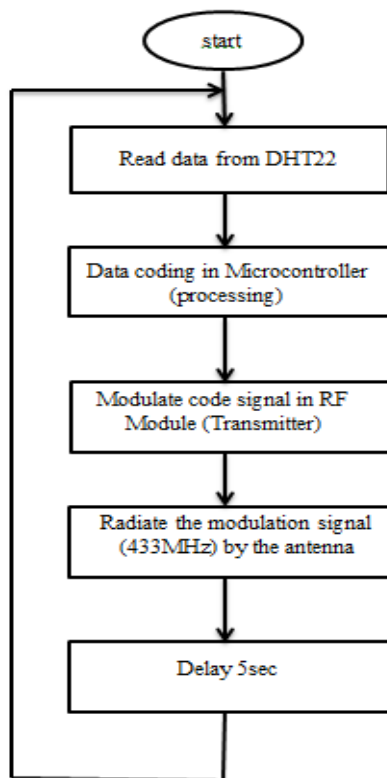 start
Read data from DHT22
Data coding in Microcontroller
(processing)
Modulate code signal in RF
Module (Transmitter)
Radiate the modulation signal
(433MHz) by the antenna
Delay 5sec